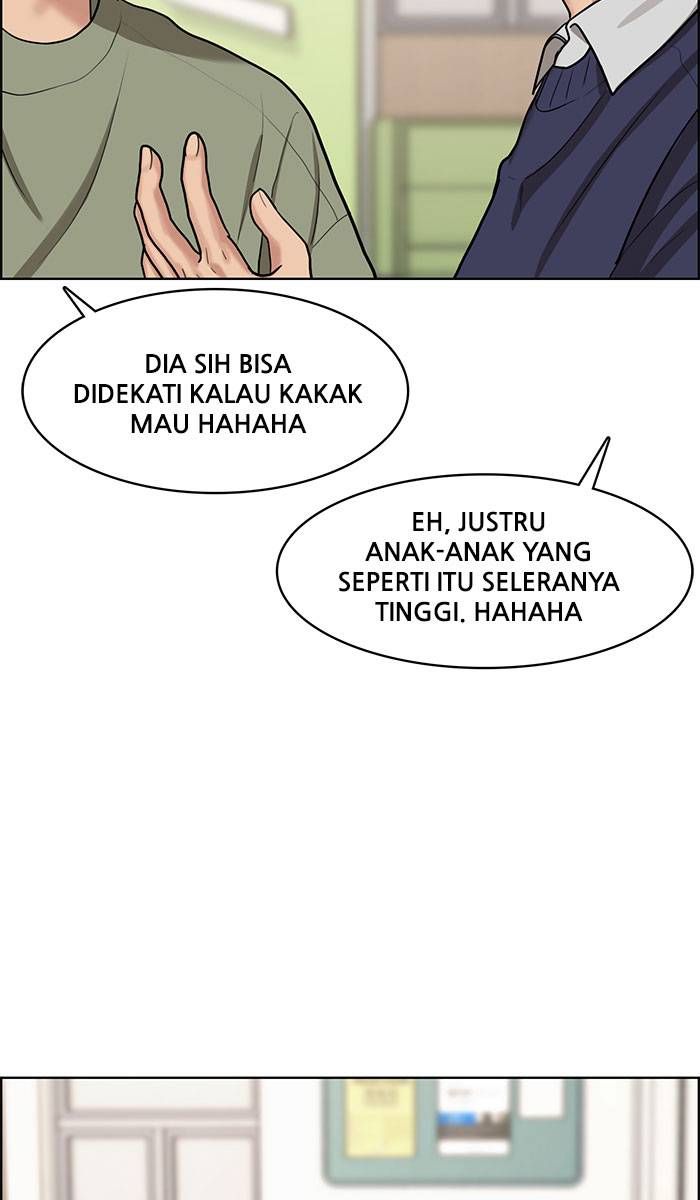 DIA SIH BISA
DIDEKATI KALAU KAKAK
MAU HAHAHA
EH, JUSTRU
ANAK-ANAK YANG
SEPERTI ITU SELERANYA
TINGGI. HAHAHA